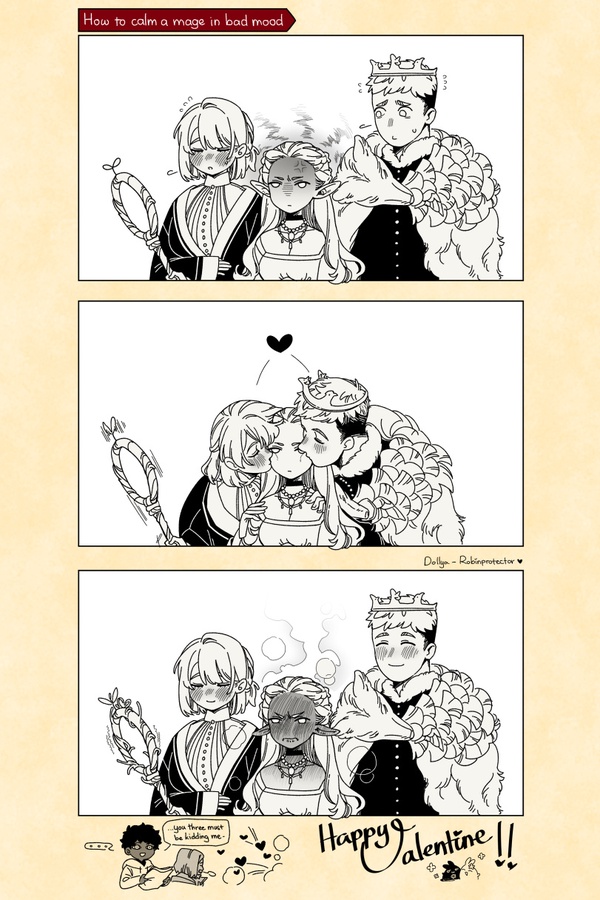 How to calm a mage in bad mood
Dollya - Robinprotector ♥
...
...you three must
be kidding me-
Happy Valentine !!